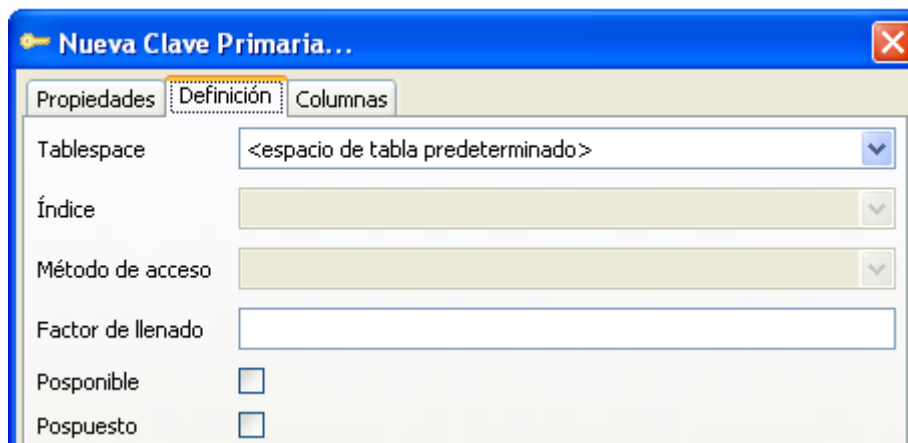 Nueva Clave Primaria...
Propiedades Definición Columnas
Tablespace <espacio de tabla predeterminado>
Índice
Método de acceso
Factor de llenado
Posponible
Pospuesto